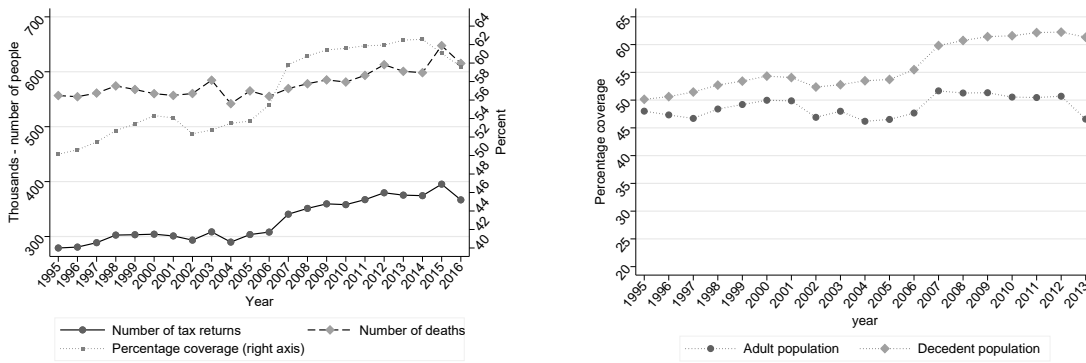 700
600
500
400
300
Thousands - number of people
64
62
60
58
56
54
52
50
48
46
44
42
40
Percent
1995 1996 1997 1998 1999 2000 2001 2002 2003 2004 2005 2006 2007 2008 2009 2010 2011 2012 2013 2014 2015 2016
Year
Number of tax returns Number of deaths
Percentage coverage (right axis)
65
60
55
50
45
40
35
30
25
20
Percentage coverage
1995 1996 1997 1998 1999 2000 2001 2002 2003 2004 2005 2006 2007 2008 2009 2010 2011 2012 2013
year
Adult population Decedent population